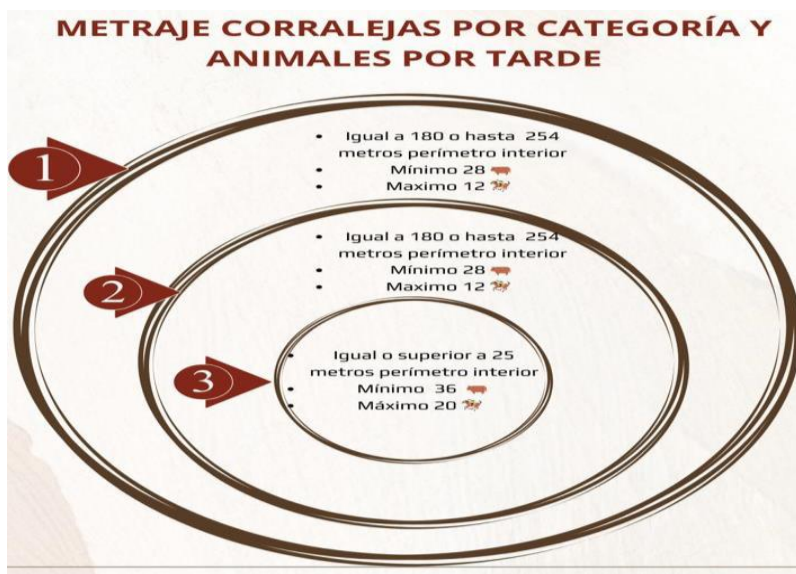 METRAJE CORRALEJAS POR CATEGORÍA Y
ANIMALES POR TARDE
1
• Igual a 180 o hasta 254
metros perímetro interior
• Mínimo 28
• Maximo 12
2
• Igual a 180 o hasta 254
metros perímetro interior
• Mínimo 28
• Maximo 12
3
• Igual o superior a 25
metros perímetro interior
• Mínimo 36
• Máximo 20